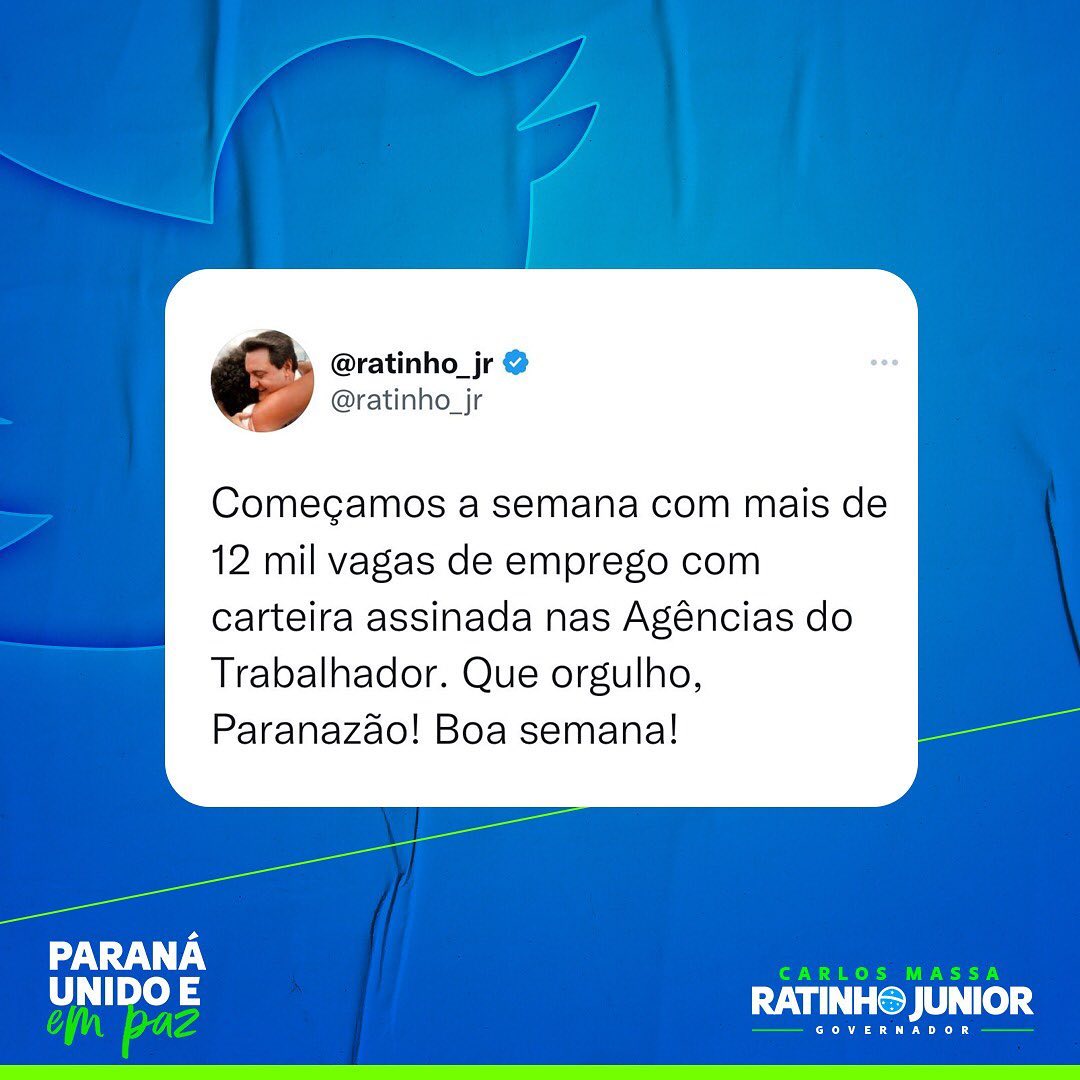 @ratinho_jr
@ratinho_jr
Começamos a semana com mais de
12 mil vagas de emprego com
carteira assinada nas Agências do
Trabalhador. Que orgulho,
Paranazão! Boa semana!
PARANÁ
UNIDO E
em paz
CARLOS MASSA
RATINHO JUNIOR
GOVERNADOR